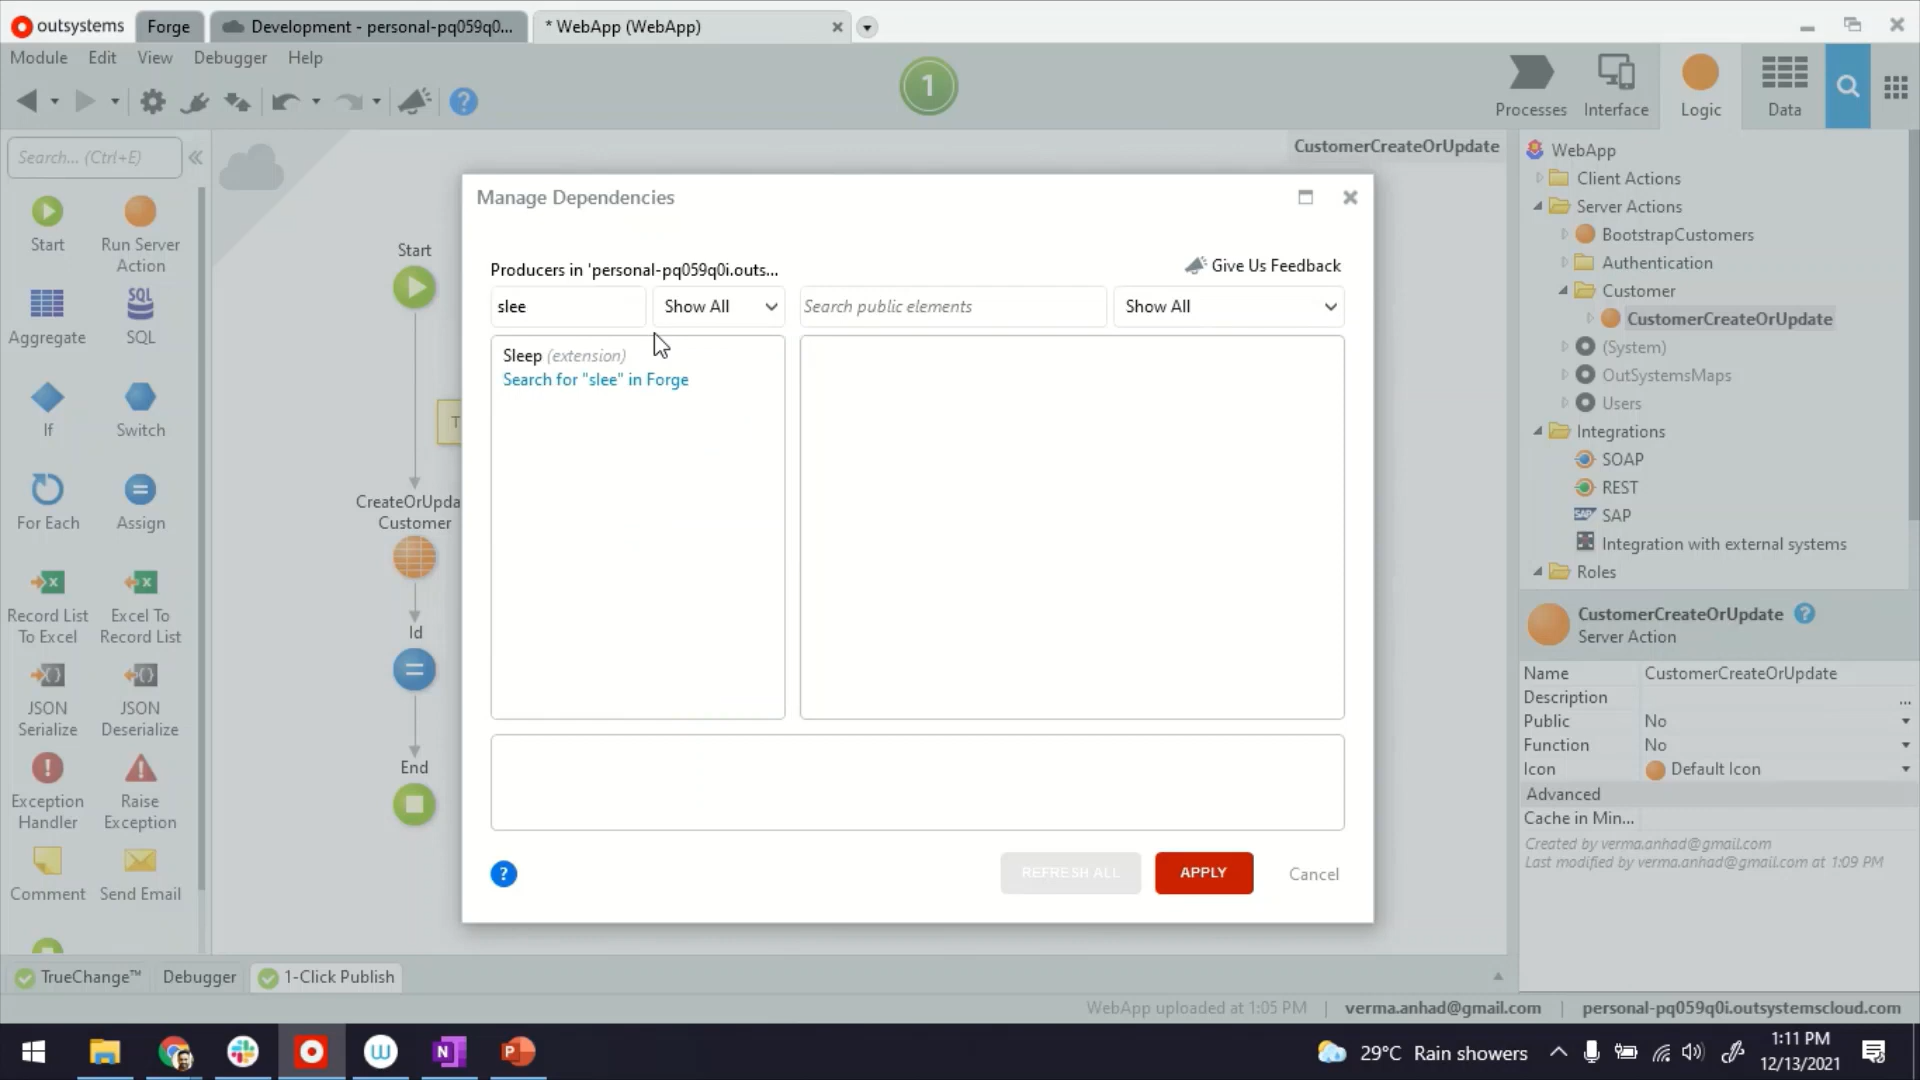 outsystems
Forge
Development - personal-pq059q0...
* WebApp (WebApp)
Module Edit View Debugger Help
1
Processes
Interface
Logic
Data
Search... (Ctrl+E)
Start
Run Server
Action
Aggregate
SQL
SQL
If
Switch
For Each
Assign
Record List
To Excel
Excel To
Record List
JSON
Serialize
JSON
Deserialize
Exception
Handler
Raise
Exception
Comment
Send Email
CustomerCreateOrUpdate
Start
T
CreateOrUpda
Customer
Id
End
Manage Dependencies
Producers in 'personal-pq059q0i.outs...
Give Us Feedback
slee
Show All
Search public elements
Show All
Sleep (extension)
Search for "slee" in Forge
?
REFRESH ALL
APPLY
Cancel
WebApp
Client Actions
Server Actions
BootstrapCustomers
Authentication
Customer
CustomerCreateOrUpdate
(System)
OutSystemsMaps
Users
Integrations
SOAP
REST
SAP SAP
Integration with external systems
Roles
CustomerCreateOrUpdate ?
Server Action
Name CustomerCreateOrUpdate
Description ...
Public No
Function No
Icon Default Icon
Advanced
Cache in Min...
Created by verma.anhad@gmail.com
Last modified by verma.anhad@gmail.com at 1:09 PM
TrueChange™ Debugger 1-Click Publish
WebApp uploaded at 1:05 PM | verma.anhad@gmail.com | personal-pq059q0i.outsystemscloud.com
29°C Rain showers
1:11 PM
12/13/2021